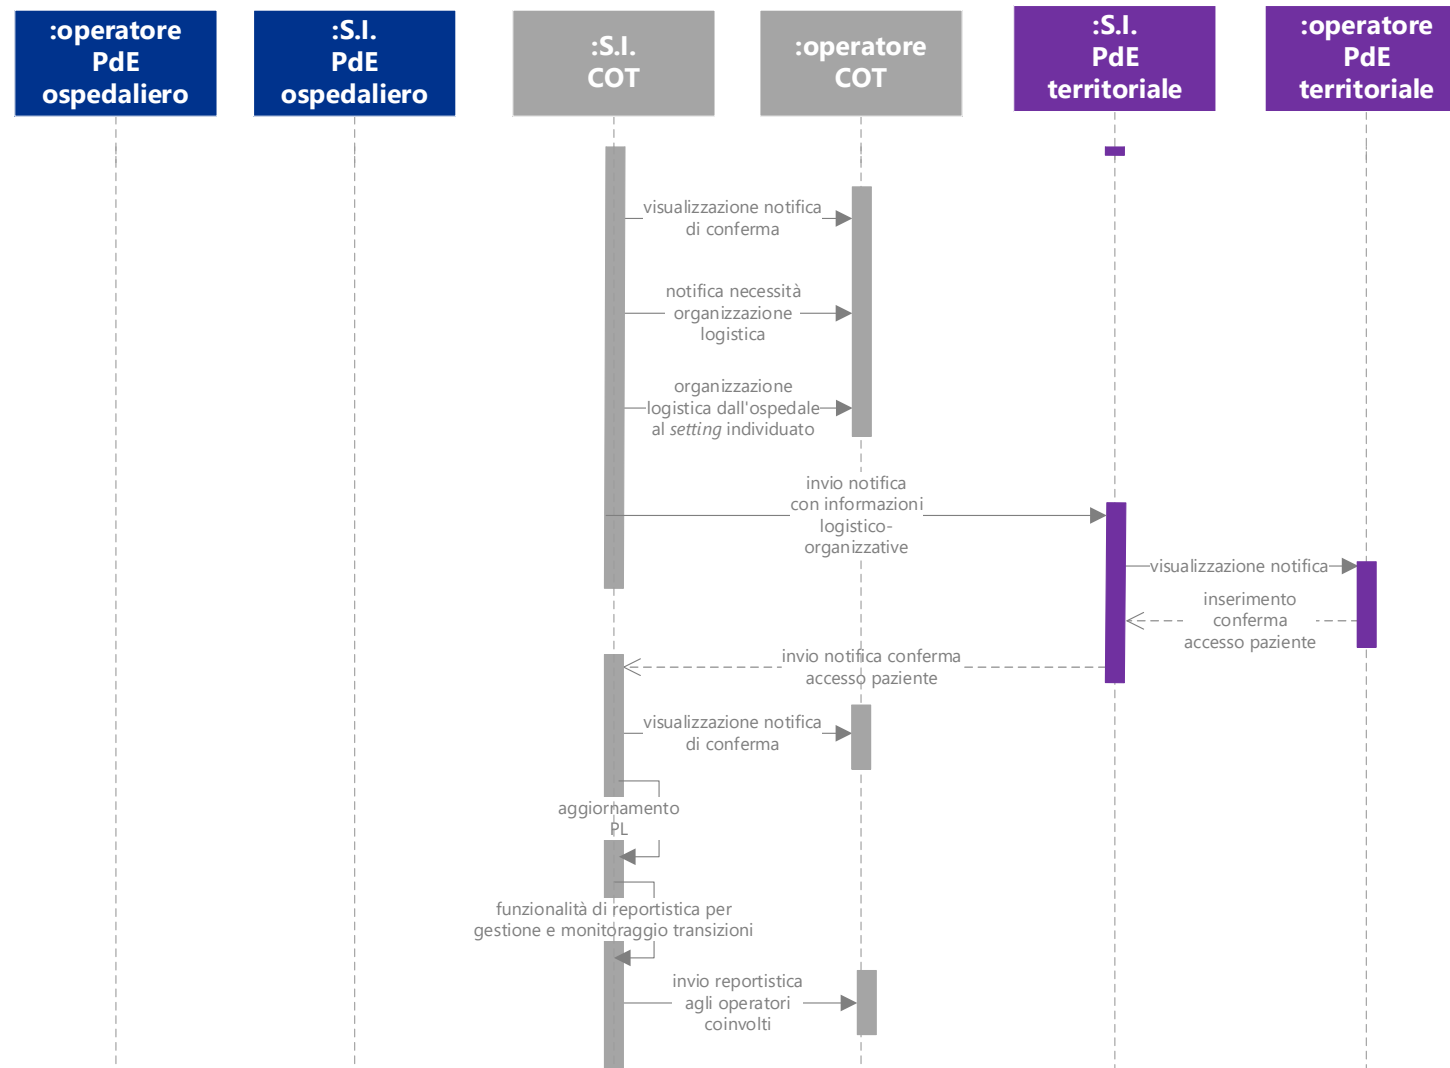 :operatore
PdE
ospedaliero
:S.I.
PdE
ospedaliero
:S.I.
COT
:operatore
COT
:S.I.
PdE
territoriale
:operatore
PdE
territoriale
visualizzazione notifica
di conferma
notifica necessità
organizzazione
logistica
organizzazione
logistica dall'ospedale
al setting individuato
invio notifica
con informazioni
logistico-
organizzative
visualizzazione notifica
inserimento
conferma
accesso paziente
invio notifica conferma
accesso paziente
visualizzazione notifica
di conferma
aggiornamento
PL
funzionalità di reportistica per
gestione e monitoraggio transizioni
invio reportistica
agli operatori
coinvolti